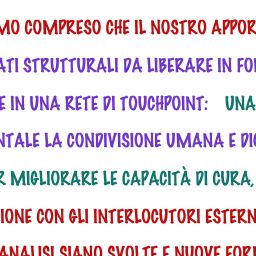 MO COMPRESO CHE IL NOSTRO APPOR
ATI STRUTTURALI DA LIBERARE IN FO
E IN UNA RETE DI TOUCHPOINT: UNA
NTALE LA CONDIVISIONE UMANA E DI
R MIGLIORARE LE CAPACITÀ DI CURA,
IONE CON GLI INTERLOCUTORI ESTERN
ANALISI SIANO SVOLTE E NUOVE FOR